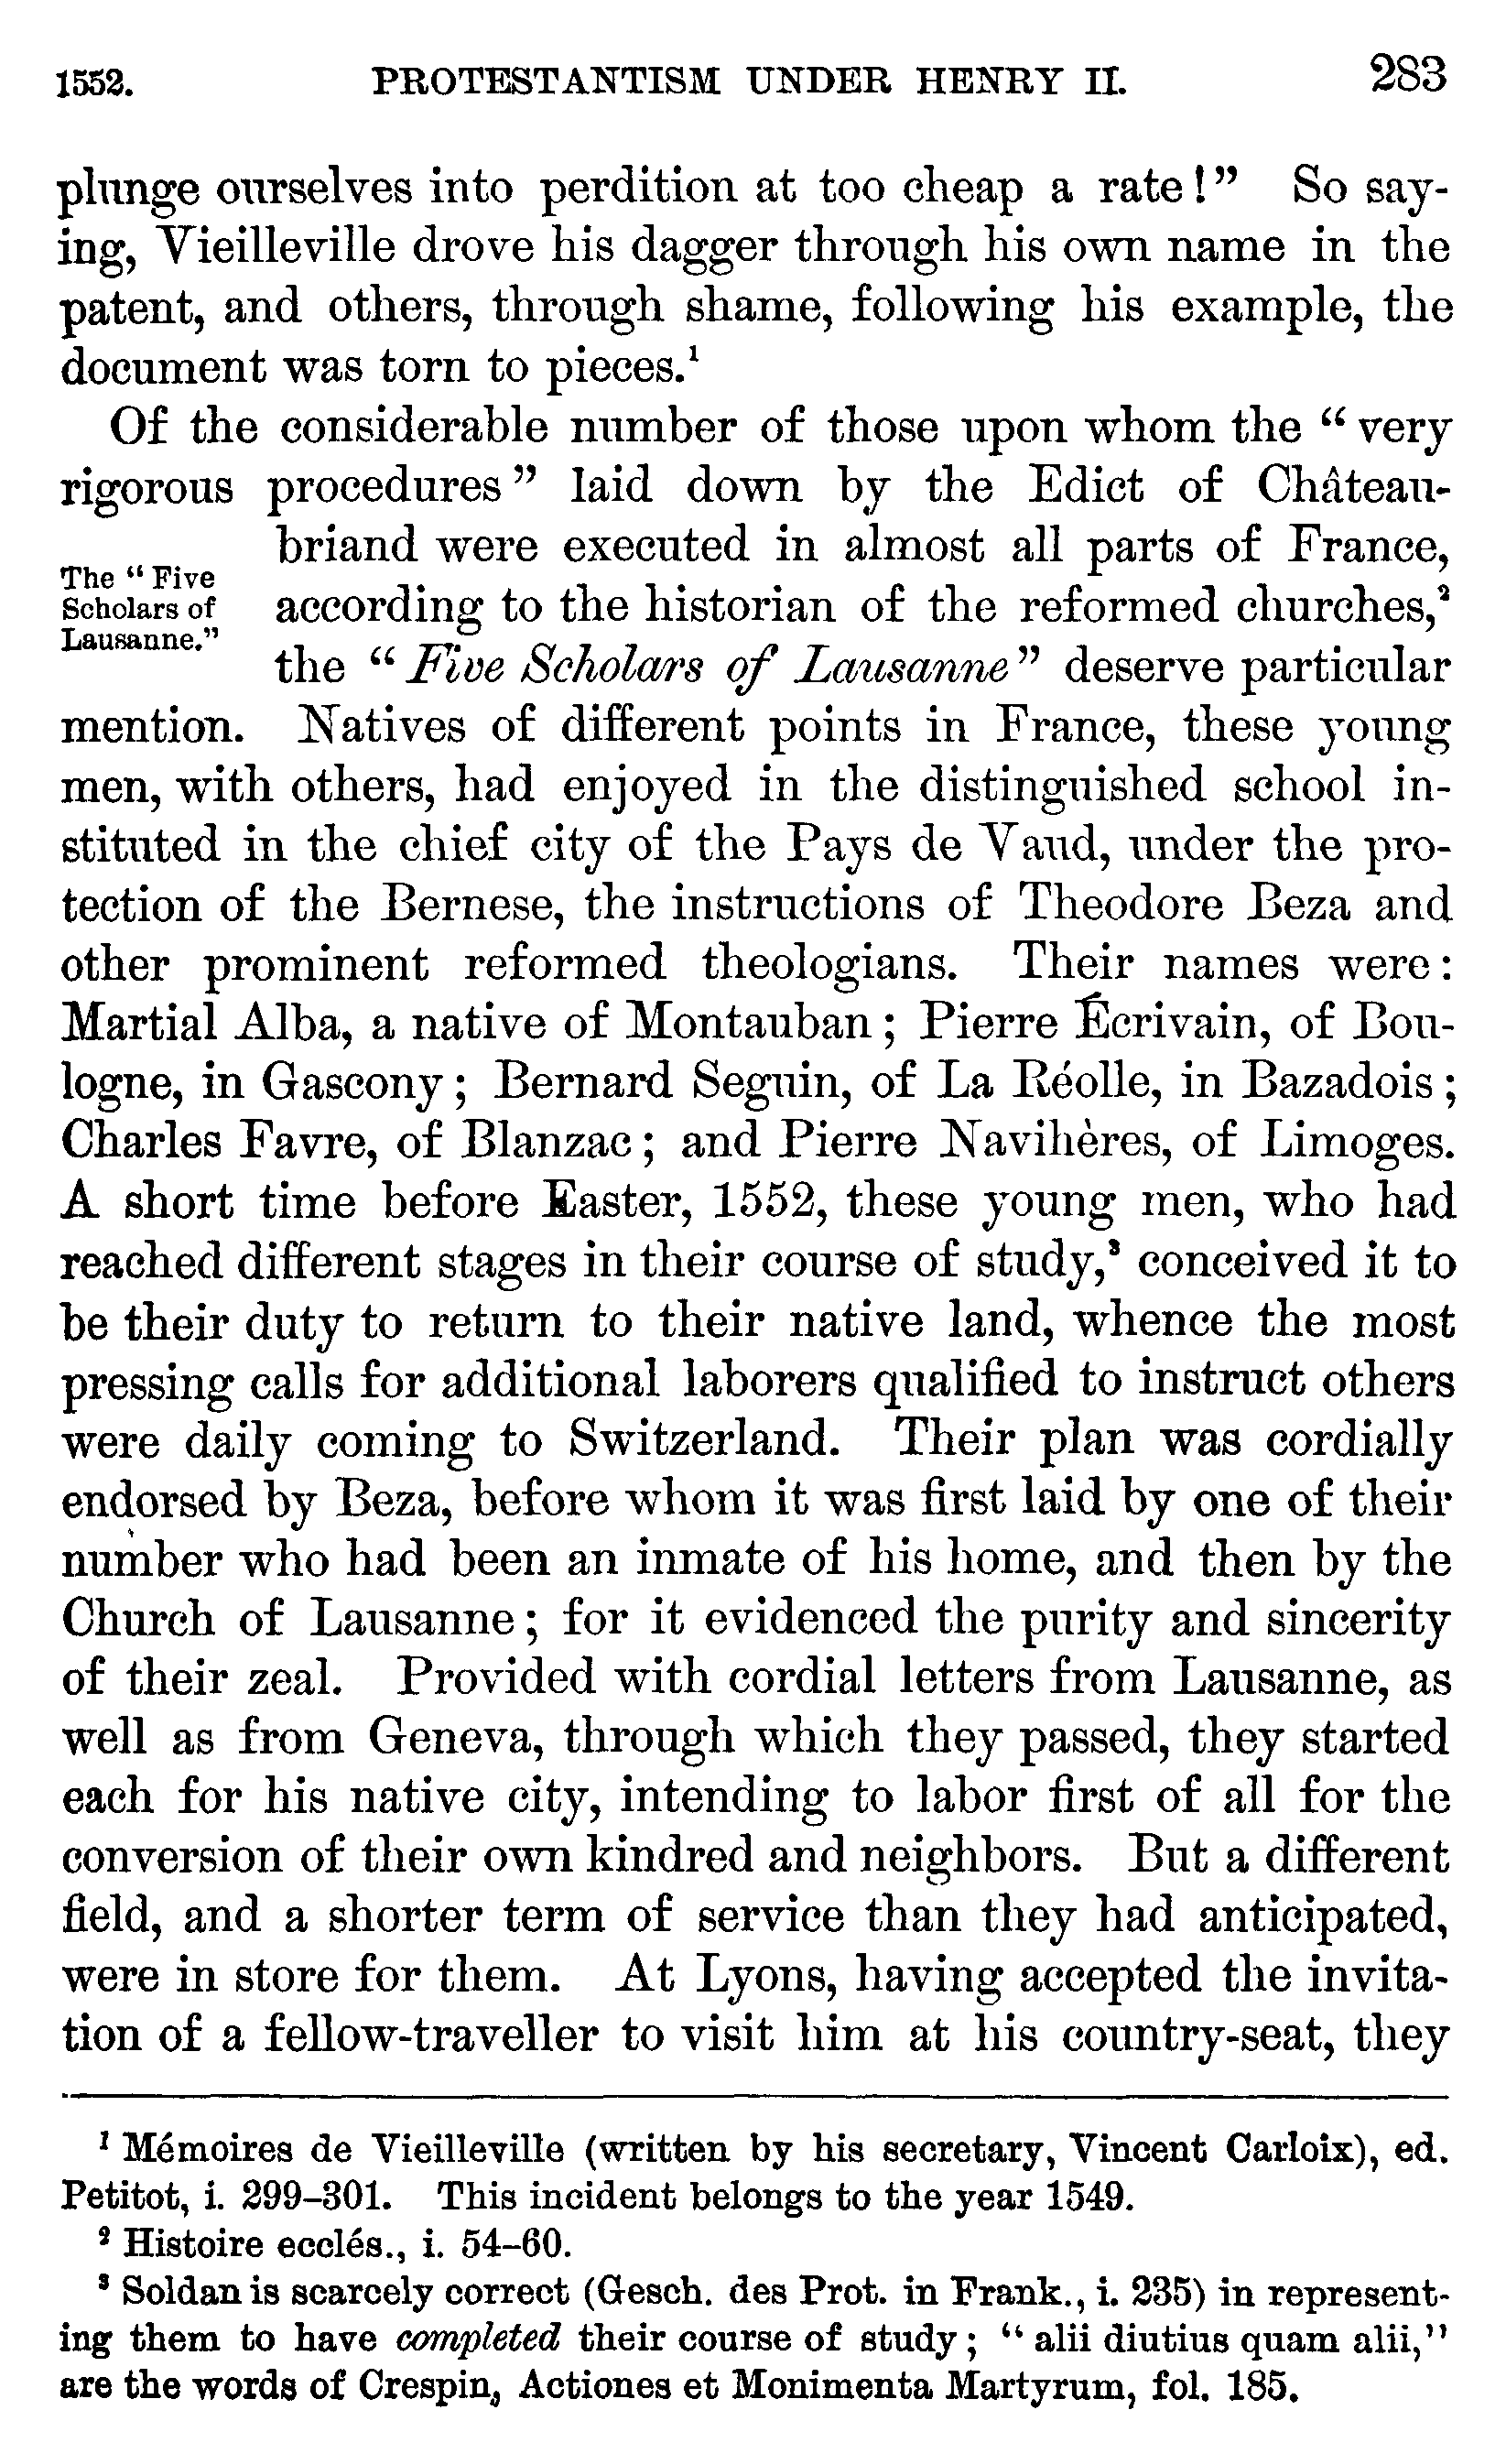 1552. PROTESTANTISM UNDER HENRY II. 283
plunge ourselves into perdition at too cheap a rate!” So say-
ing, Vieilleville drove his dagger through his own name in the
patent, and others, through shame, following his example, the
document was torn to pieces.¹
Of the considerable number of those upon whom the “very
rigorous procedures” laid down by the Edict of Château-
briand were executed in almost all parts of France,
The “Five
Scholars of
Lausanne.”
according to the historian of the reformed churches,²
the “Five Scholars of Lausanne” deserve particular
mention. Natives of different points in France, these young
men, with others, had enjoyed in the distinguished school in-
stituted in the chief city of the Pays de Vaud, under the pro-
tection of the Bernese, the instructions of Theodore Beza and
other prominent reformed theologians. Their names were:
Martial Alba, a native of Montauban; Pierre Écrivain, of Bou-
logne, in Gascony; Bernard Seguin, of La Réolle, in Bazadois;
Charles Favre, of Blanzac; and Pierre Navihères, of Limoges.
A short time before Easter, 1552, these young men, who had
reached different stages in their course of study,³ conceived it to
be their duty to return to their native land, whence the most
pressing calls for additional laborers qualified to instruct others
were daily coming to Switzerland. Their plan was cordially
endorsed by Beza, before whom it was first laid by one of their
number who had been an inmate of his home, and then by the
Church of Lausanne; for it evidenced the purity and sincerity
of their zeal. Provided with cordial letters from Lausanne, as
well as from Geneva, through which they passed, they started
each for his native city, intending to labor first of all for the
conversion of their own kindred and neighbors. But a different
field, and a shorter term of service than they had anticipated,
were in store for them. At Lyons, having accepted the invita-
tion of a fellow-traveller to visit him at his country-seat, they
¹ Mémoires de Vieilleville (written by his secretary, Vincent Carloix), ed.
Petitot, i. 299–301. This incident belongs to the year 1549.
² Histoire ecclés., i. 54–60.
³ Soldan is scarcely correct (Gesch. des Prot. in Frank., i. 235) in represent-
ing them to have completed their course of study; “alii diutius quam alii,”
are the words of Crespin, Actiones et Monimenta Martyrum, fol. 185.